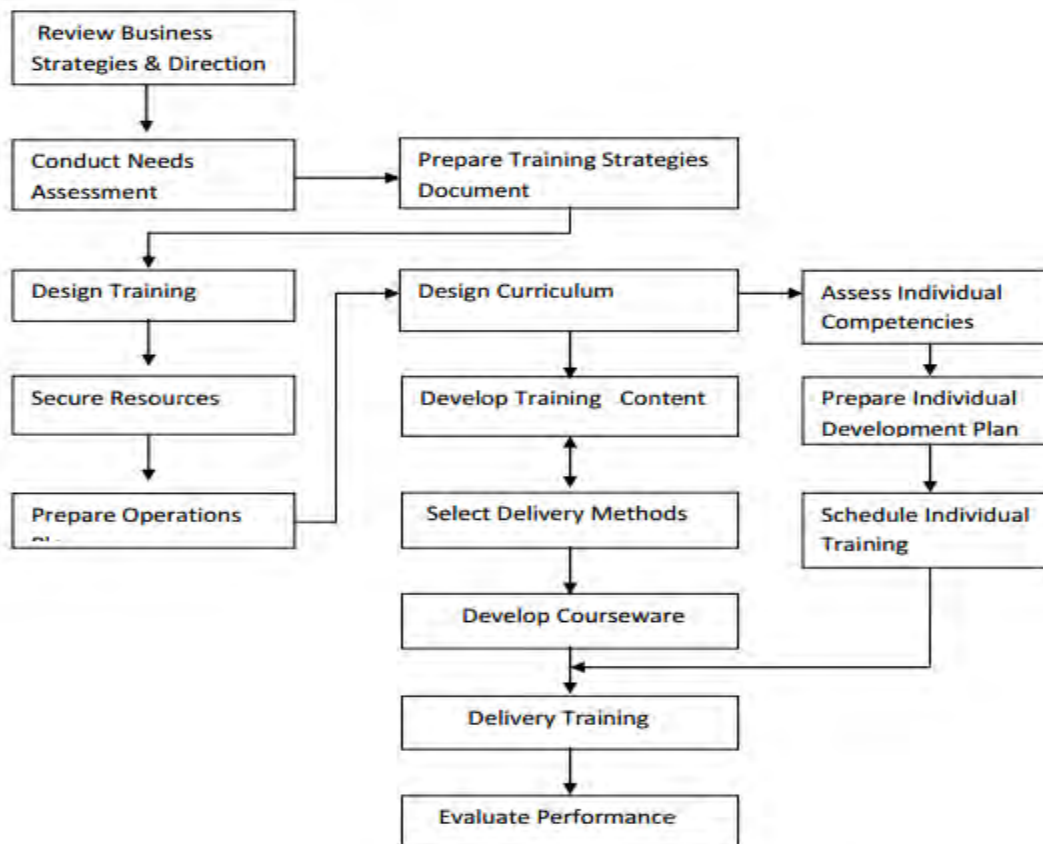 Review Business
Strategies & Direction
Conduct Needs
Assessment
Prepare Training Strategies
Document
Design Training
Design Curriculum
Assess Individual
Competencies
Secure Resources
Develop Training Content
Prepare Individual
Development Plan
Prepare Operations
Select Delivery Methods
Schedule Individual
Training
Develop Courseware
Delivery Training
Evaluate Performance